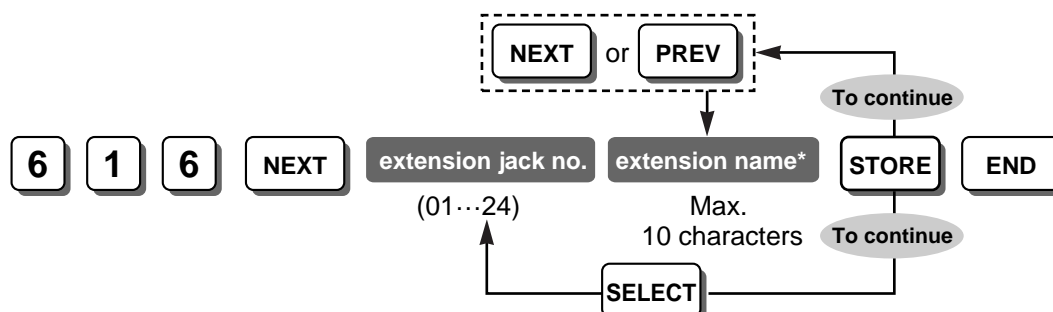 NEXT or PREV
To continue
6 1 6 NEXT extension jack no. extension name* STORE END
(01···24) Max.
10 characters To continue
SELECT